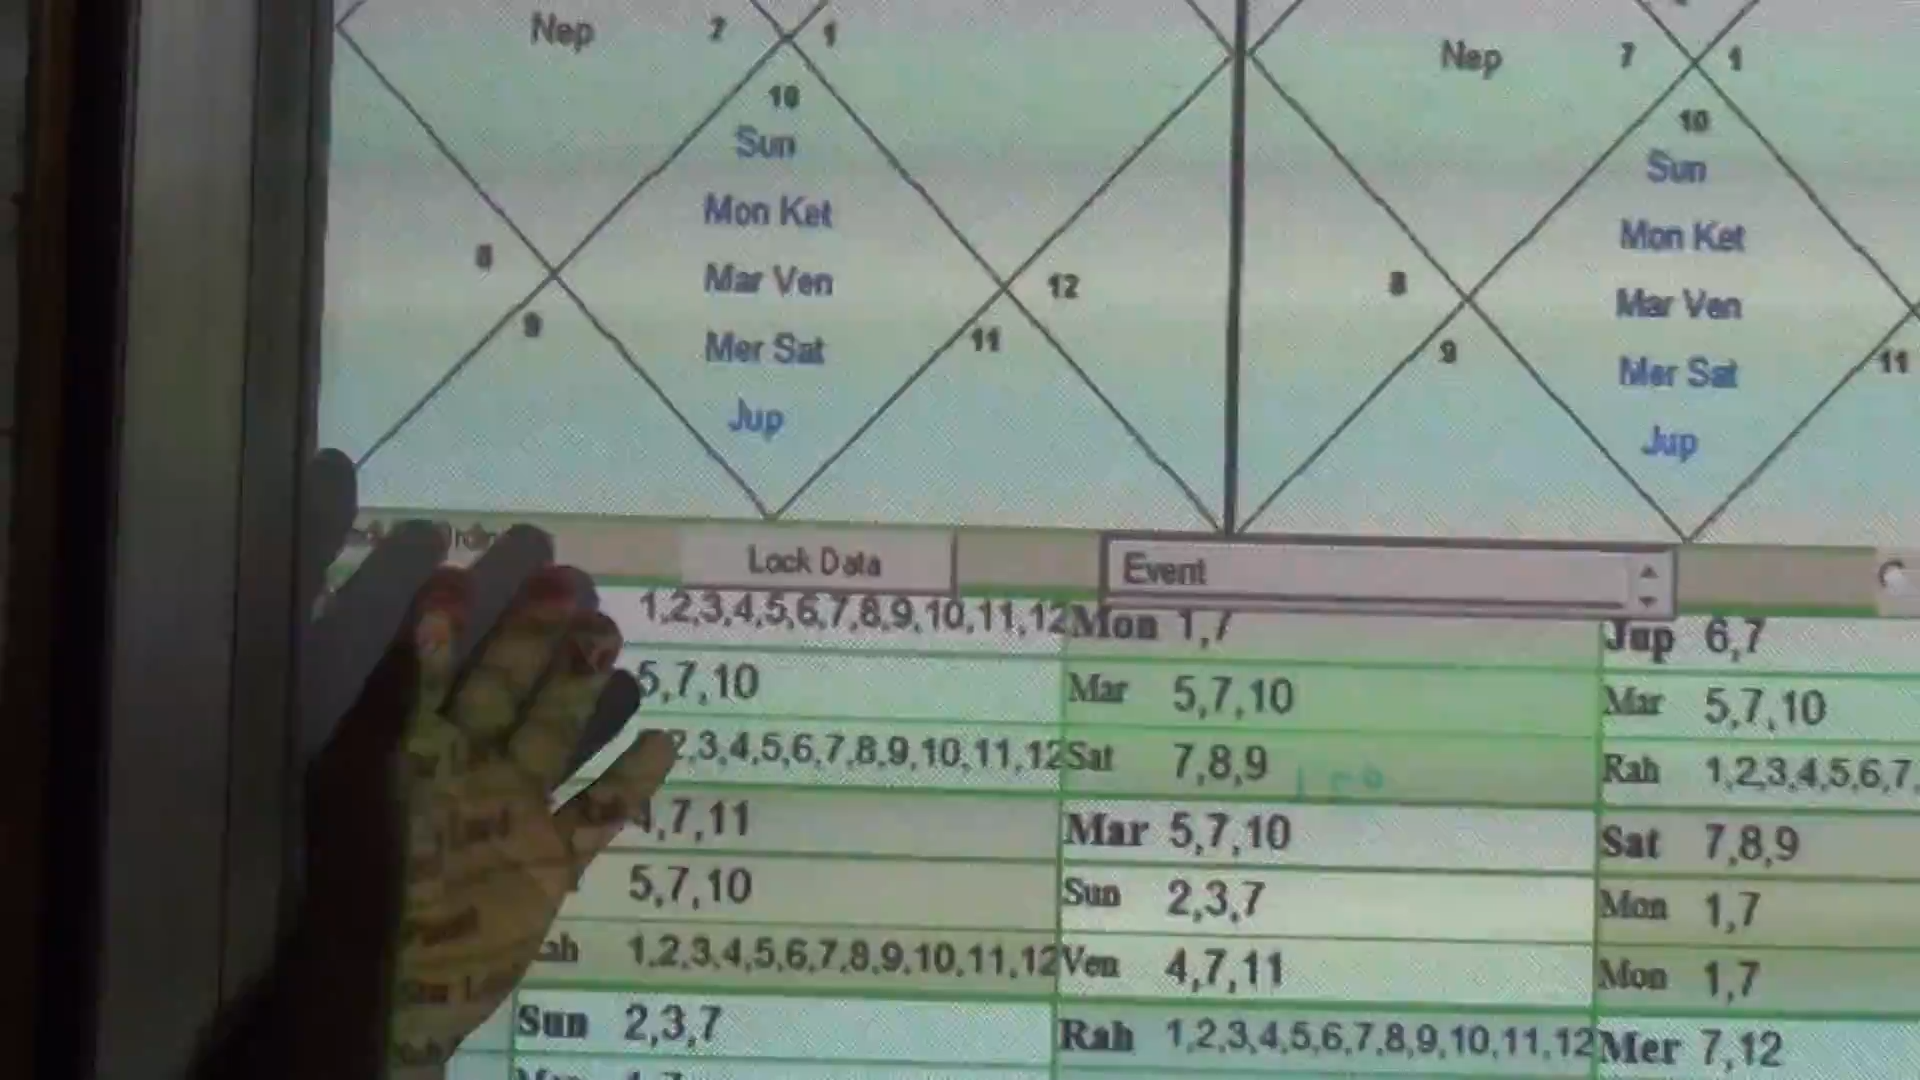 Nep 7 1
10
Sun
Mon Ket
Mar Ven
Mer Sat
Jup
8
9
11
12
Nep 7 1
10
Sun
Mon Ket
Mar Ven
Mer Sat
Jup
8
9
11
Lock Data
Event
1,2,3,4,5,6,7,8,9,10,11,12 Mon 1,7 Jup 6,7
5,7,10 Mar 5,7,10 Mar 5,7,10
2,3,4,5,6,7,8,9,10,11,12 Sat 7,8,9 Rah 1,2,3,4,5,6,7,
4,7,11 Mar 5,7,10 Sat 7,8,9
5,7,10 Sun 2,3,7 Mon 1,7
Rah 1,2,3,4,5,6,7,8,9,10,11,12 Ven 4,7,11 Mon 1,7
Sun 2,3,7 Rah 1,2,3,4,5,6,7,8,9,10,11,12 Mer 7,12